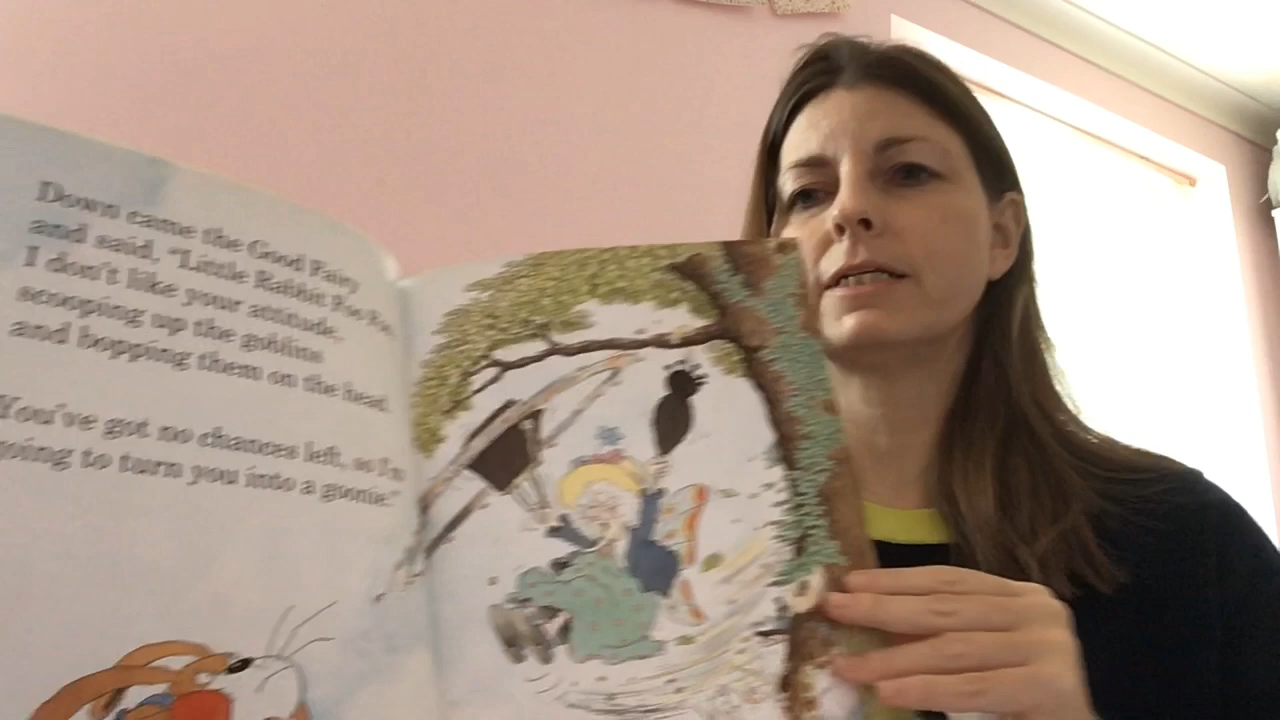 Down came the Good Fairy
and said, "Little Rabbit Foo Foo,
I don't like your attitude,
scooping up the goblins
and bopping them on the head.
You've got no chances left, so I'm
going to turn you into a goonie."